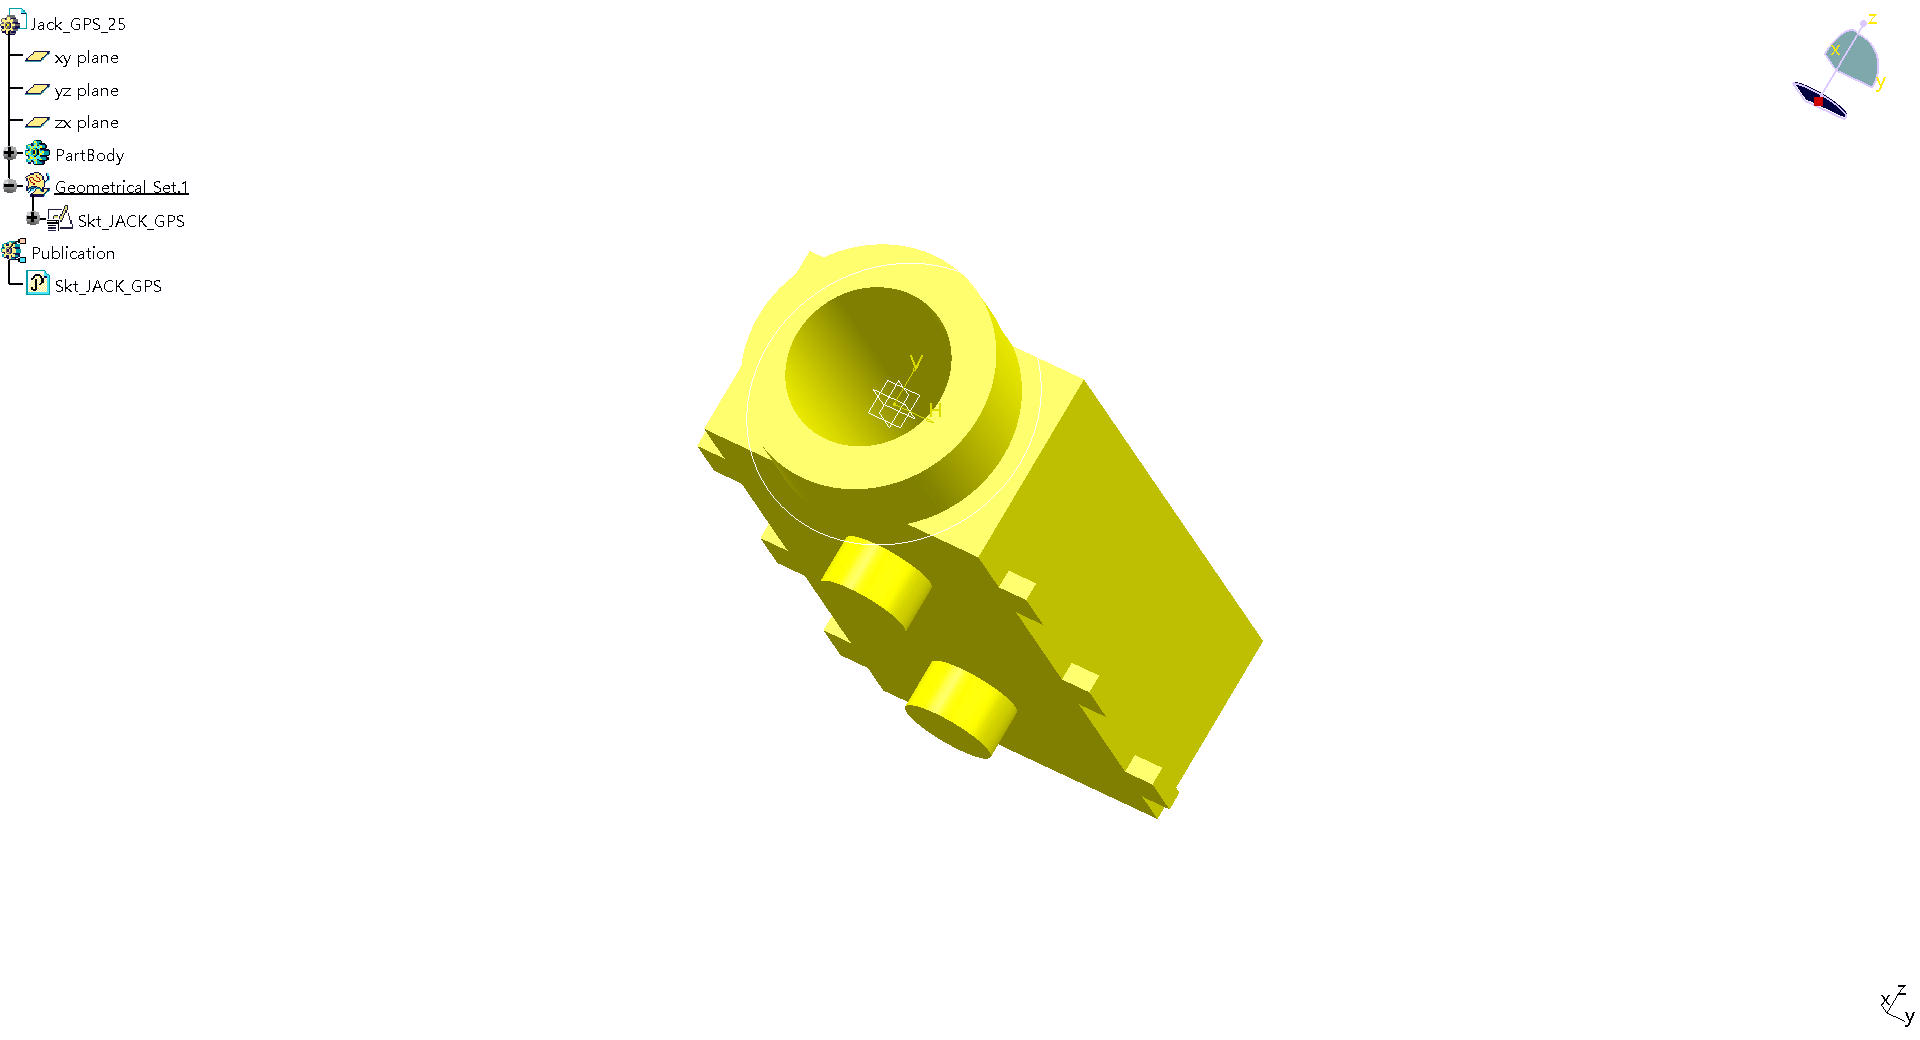 Jack_GPS_25
xy plane
yz plane
zx plane
PartBody
Geometrical Set.1
Skt_JACK_GPS
Publication
Skt_JACK_GPS
z
x
y
V
H
z
x
y